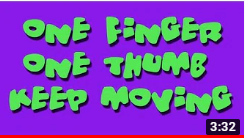 ONE FiNGER
ONE THUMB
KEEP MOViNG
3:32